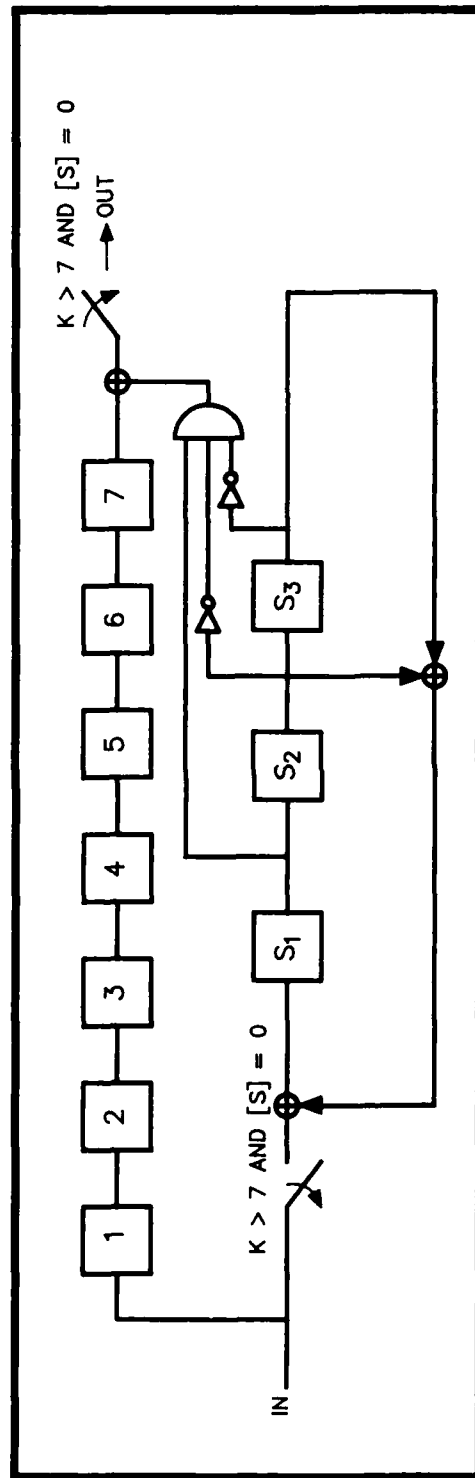 K > 7 AND [S] = 0
OUT
1
2
3
4
5
6
7
K > 7 AND [S] = 0
S1
S2
S3
IN